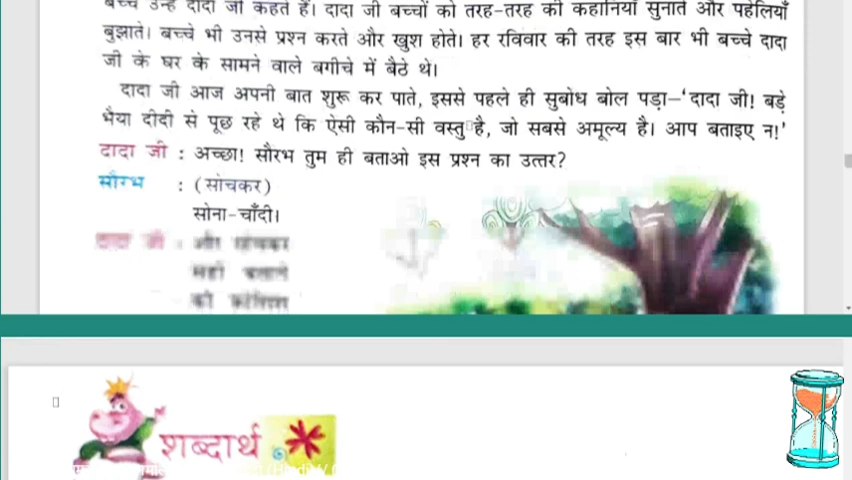 बच्चे उन्हें दादा जी कहते हैं। दादा जी बच्चों को तरह-तरह की कहानियाँ सुनाते और पहेलियाँ
बुझाते। बच्चे भी उनसे प्रश्न करते और खुश होते। हर रविवार की तरह इस बार भी बच्चे दादा
जी के घर के सामने वाले बगीचे में बैठे थे।
दादा जी आज अपनी बात शुरू कर पाते, इससे पहले ही सुबोध बोल पड़ा–‘दादा जी! बड़े
भैया दीदी से पूछ रहे थे कि ऐसी कौन-सी वस्तु है, जो सबसे अमूल्य है। आप बताइए न!’
दादा जी : अच्छा! सौरभ तुम ही बताओ इस प्रश्न का उत्तर?
सौरभ : (सोचकर)
सोना-चाँदी।
दादा जी :
शब्दार्थ